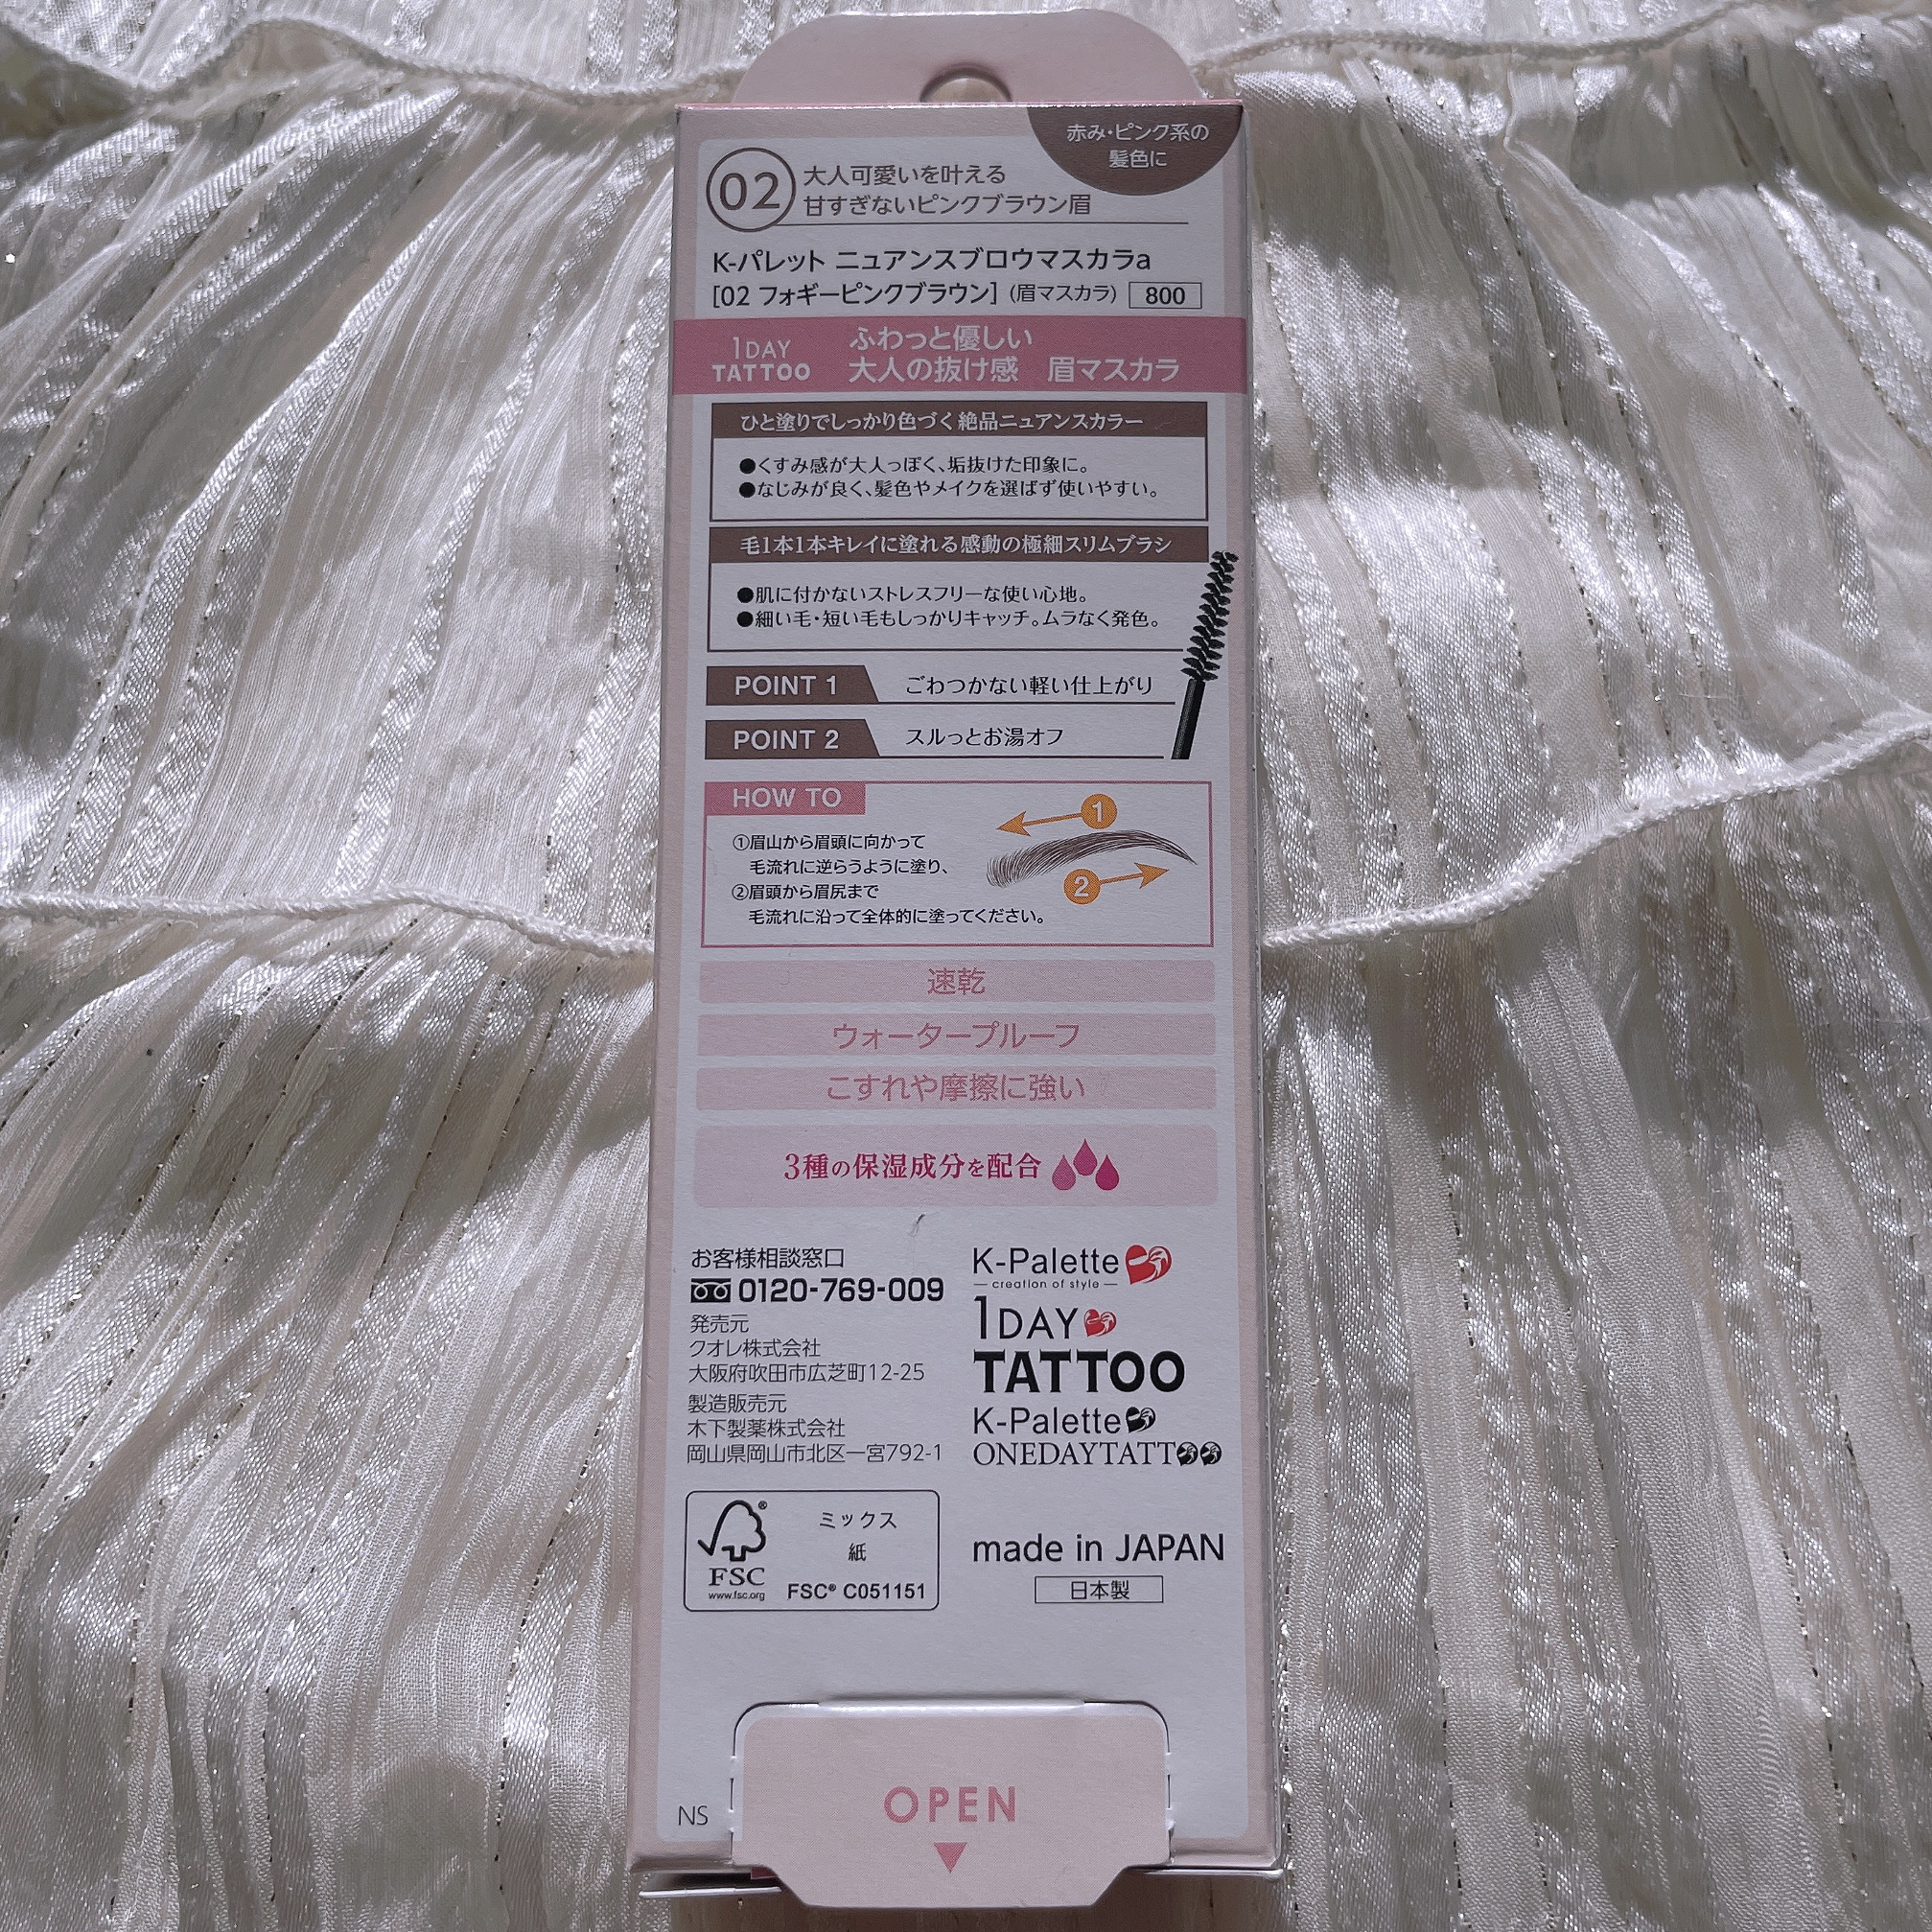 赤み・ピンク系の
髪色に
02
大人可愛いを叶える
甘すぎないピンクブラウン眉
K-パレット ニュアンスブロウマスカラa
[02 フォギーピンクブラウン] (眉マスカラ) 800
1DAY
TATTOO
ふわっと優しい
大人の抜け感 眉マスカラ
ひと塗りでしっかり色づく絶品ニュアンスカラー
●くすみ感が大人っぽく、垢抜けた印象に。
●なじみが良く、髪色やメイクを選ばず使いやすい。
毛1本1本キレイに塗れる感動の極細スリムブラシ
●肌に付かないストレスフリーな使い心地。
●細い毛・短い毛もしっかりキャッチ。ムラなく発色。
POINT 1 ごわつかない軽い仕上がり
POINT 2 スルっとお湯オフ
HOW TO
①眉山から眉頭に向かって
毛流れに逆らうように塗り、
②眉頭から眉尻まで
毛流れに沿って全体的に塗ってください。
1
2
速乾
ウォータープルーフ
こすれや摩擦に強い
3種の保湿成分を配合
お客様相談窓口
0120-769-009
発売元
クオレ株式会社
大阪府吹田市広芝町12-25
製造販売元
木下製薬株式会社
岡山県岡山市北区一宮792-1
K-Palette
creation of style
1DAY
TATTOO
K-Palette
ONEDAYTATTOO
FSC®
www.fsc.org
ミックス
紙
FSC® C051151
made in JAPAN
日本製
NS
OPEN